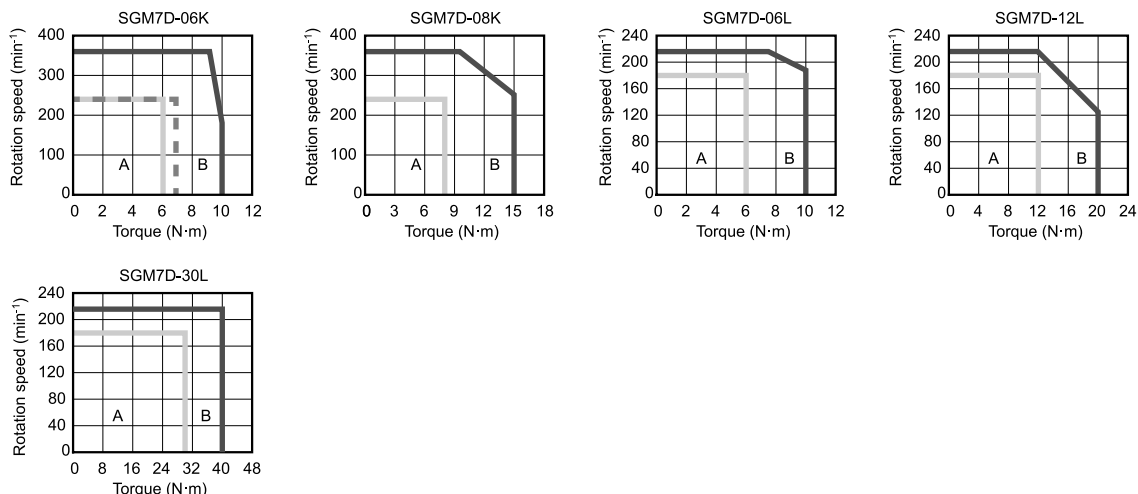 SGM7D-06K
Rotation speed (min⁻¹)
400
300
200
100
0
A
B
0 2 4 6 8 10 12
Torque (N·m)
SGM7D-08K
Rotation speed (min⁻¹)
400
300
200
100
0
A
B
0 3 6 9 12 15 18
Torque (N·m)
SGM7D-06L
Rotation speed (min⁻¹)
240
200
160
120
80
40
0
A
B
0 2 4 6 8 10 12
Torque (N·m)
SGM7D-12L
Rotation speed (min⁻¹)
240
200
160
120
80
40
0
A
B
0 4 8 12 16 20 24
Torque (N·m)
SGM7D-30L
Rotation speed (min⁻¹)
240
200
160
120
80
40
0
A
B
0 8 16 24 32 40 48
Torque (N·m)